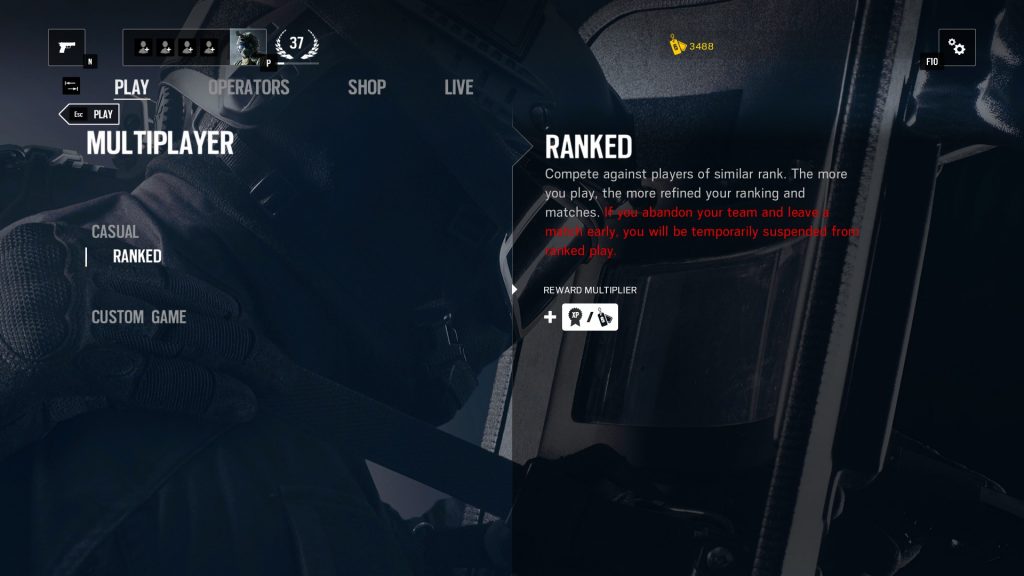 N
P
37
3488
F10
PLAY
OPERATORS
SHOP
LIVE
Esc PLAY
MULTIPLAYER
CASUAL
RANKED
CUSTOM GAME
RANKED
Compete against players of similar rank. The more
you play, the more refined your ranking and
matches. If you abandon your team and leave a
match early, you will be temporarily suspended from
ranked play.
REWARD MULTIPLIER
+ XP /